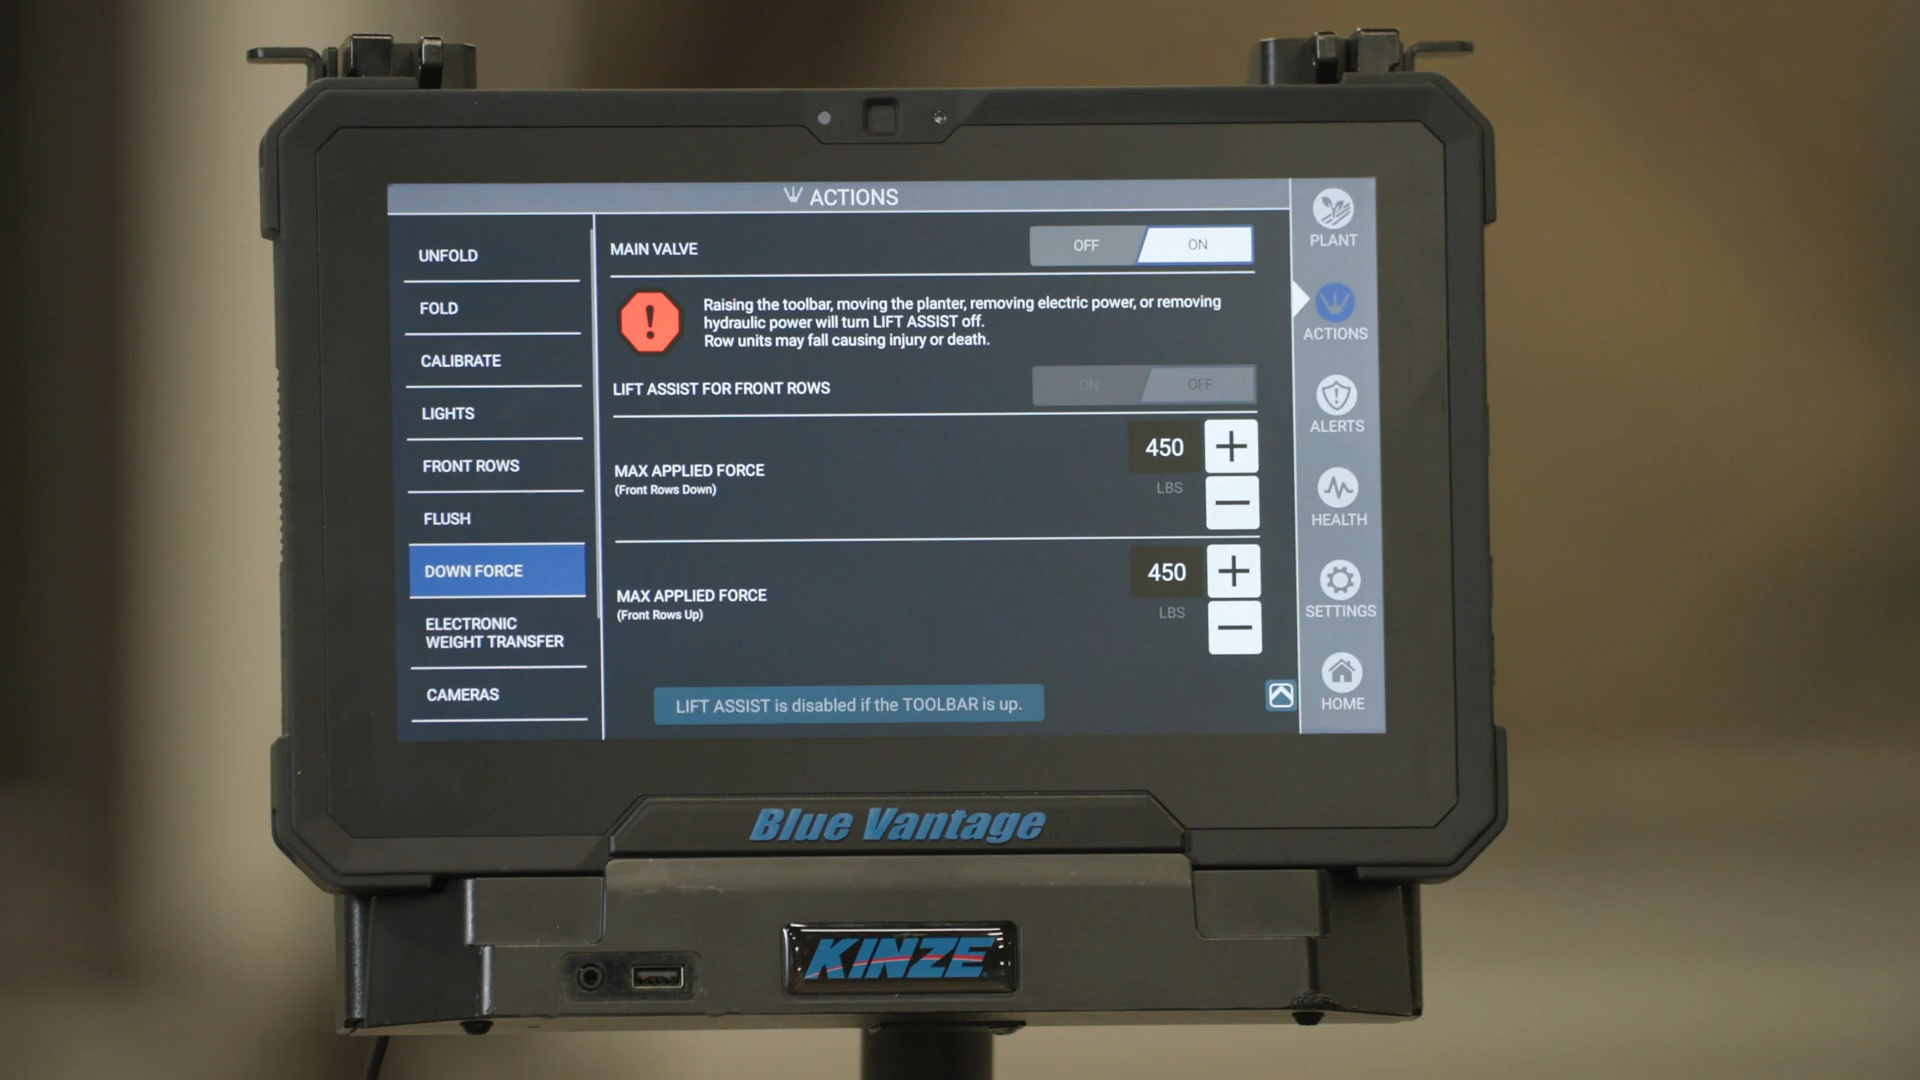 ACTIONS
UNFOLD
FOLD
CALIBRATE
LIGHTS
FRONT ROWS
FLUSH
DOWN FORCE
ELECTRONIC
WEIGHT TRANSFER
CAMERAS
MAIN VALVE
OFF ON
Raising the toolbar, moving the planter, removing electric power, or removing
hydraulic power will turn LIFT ASSIST off.
Row units may fall causing injury or death.
LIFT ASSIST FOR FRONT ROWS
ON OFF
MAX APPLIED FORCE
(Front Rows Down)
450
LBS
MAX APPLIED FORCE
(Front Rows Up)
450
LBS
LIFT ASSIST is disabled if the TOOLBAR is up.
PLANT
ACTIONS
ALERTS
HEALTH
SETTINGS
HOME
Blue Vantage
KINZE